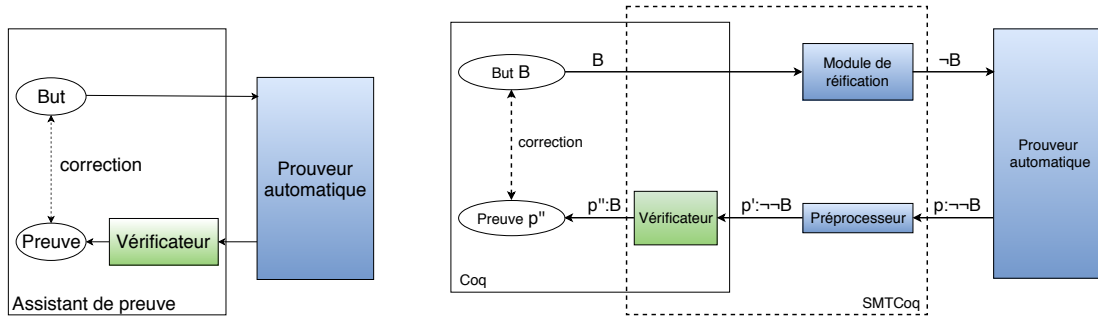 But
correction
Preuve
Vérificateur
Prouveur
automatique
Assistant de preuve
But B
B
Module de
réification
¬B
correction
Prouveur
automatique
Preuve p"
p":B
Vérificateur
p':¬¬B
Préprocesseur
p:¬¬B
Coq
SMTCoq